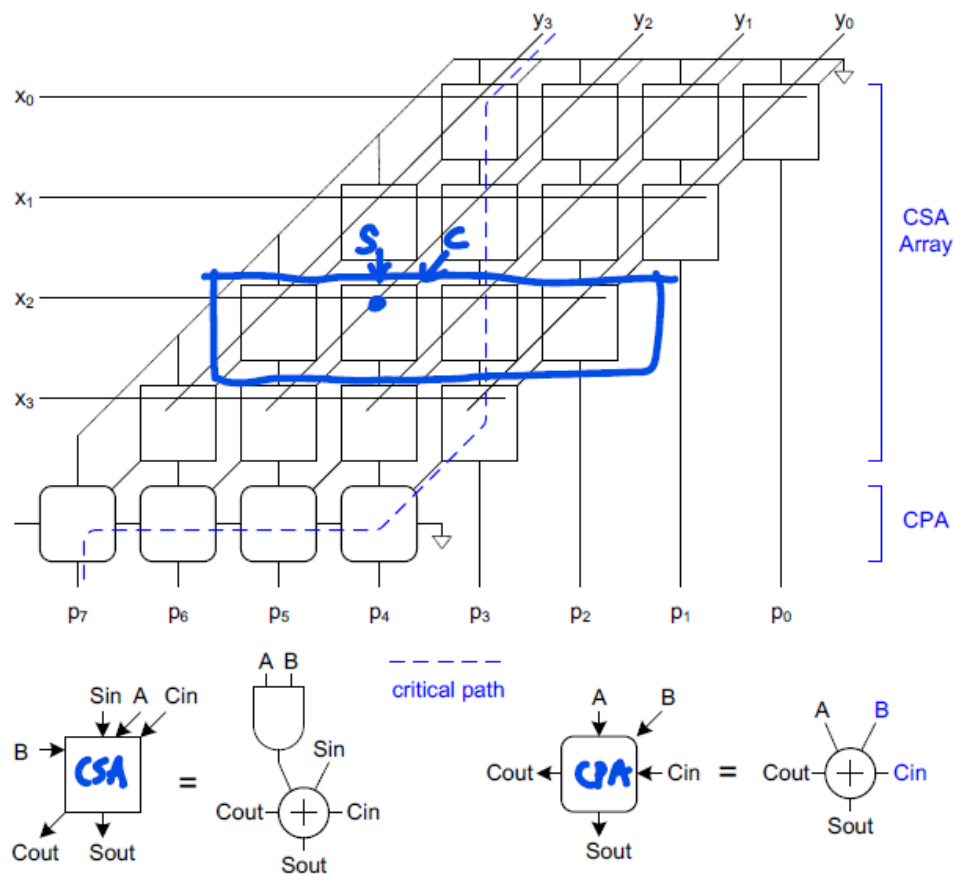 y₃ y₂ y₁ y₀
x₀
x₁
CSA
Array
S C
x₂
x₃
CPA
p₇ p₆ p₅ p₄ p₃ p₂ p₁ p₀
A B
critical path
Sin A Cin
B
CSA
=
Sin
Cout Cin
Cout Sout
Sout
A B
Cout CPA Cin
=
A B
Cout Cin
Sout
Sout